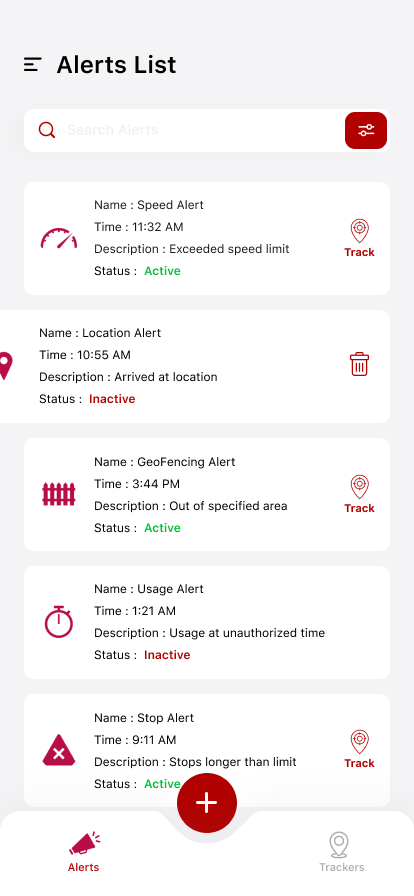 Alerts List
Search Alerts
Name : Speed Alert
Time : 11:32 AM
Description : Exceeded speed limit
Status : Active
Track
Name : Location Alert
Time : 10:55 AM
Description : Arrived at location
Status : Inactive
Name : GeoFencing Alert
Time : 3:44 PM
Description : Out of specified area
Status : Active
Track
Name : Usage Alert
Time : 1:21 AM
Description : Usage at unauthorized time
Status : Inactive
Name : Stop Alert
Time : 9:11 AM
Description : Stops longer than limit
Status : Active
Track
Alerts
Trackers